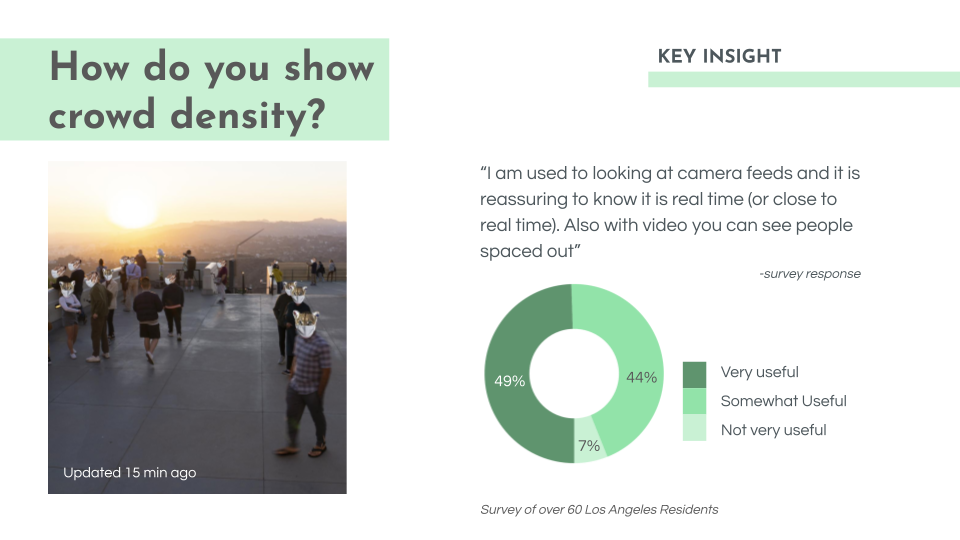 How do you show
crowd density?
KEY INSIGHT
“I am used to looking at camera feeds and it is
reassuring to know it is real time (or close to
real time). Also with video you can see people
spaced out”
-survey response
49%
44%
7%
Very useful
Somewhat Useful
Not very useful
Updated 15 min ago
Survey of over 60 Los Angeles Residents